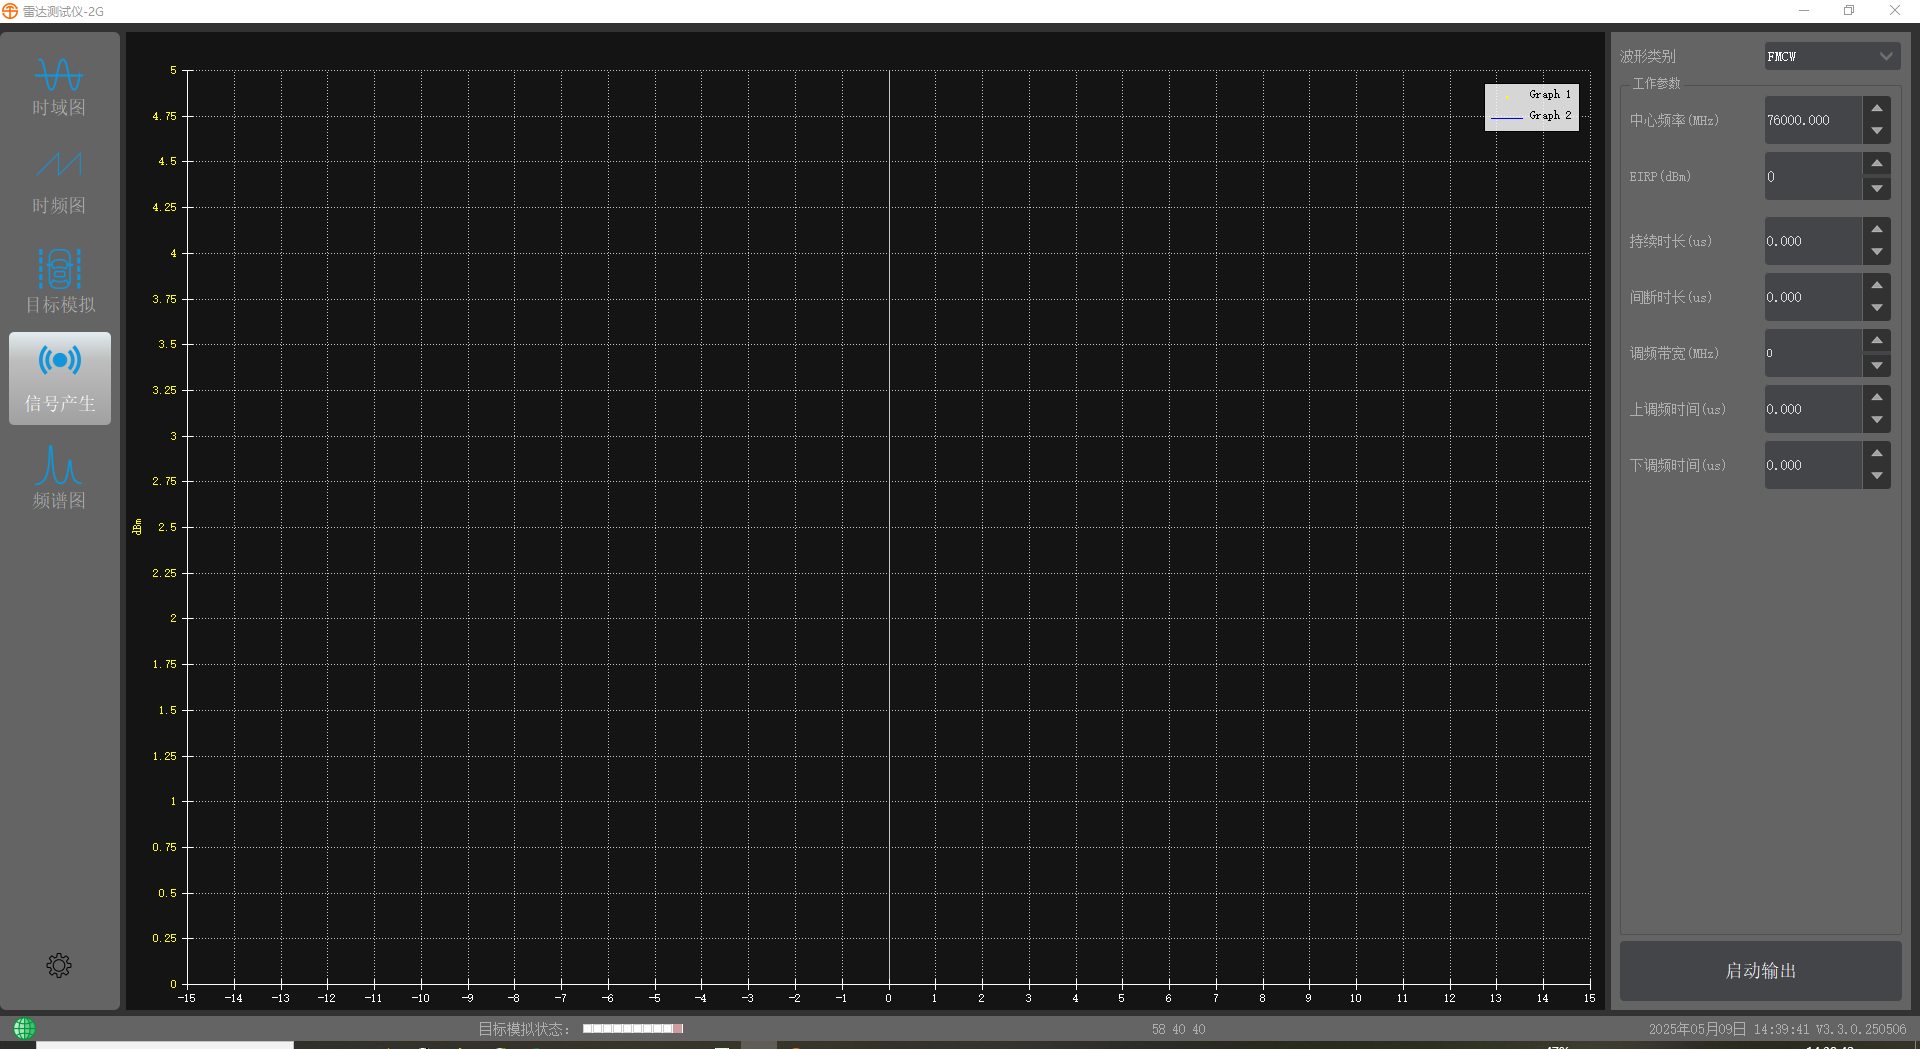 雷达测试仪-2G
时域图
时频图
目标模拟
信号产生
频谱图
dBm
5
4.75
4.5
4.25
4
3.75
3.5
3.25
3
2.75
2.5
2.25
2
1.75
1.5
1.25
1
0.75
0.5
0.25
0
-15 -14 -13 -12 -11 -10 -9 -8 -7 -6 -5 -4 -3 -2 -1 0 1 2 3 4 5 6 7 8 9 10 11 12 13 14 15
Graph 1
Graph 2
波形类别 FMCW
工作参数
中心频率(MHz) 76000.000
EIRP(dBm) 0
持续时长(us) 0.000
间断时长(us) 0.000
调频带宽(MHz) 0
上调频时间(us) 0.000
下调频时间(us) 0.000
启动输出
目标模拟状态:
58 40 40
2025年05月09日 14:39:41 V3.3.0.250506